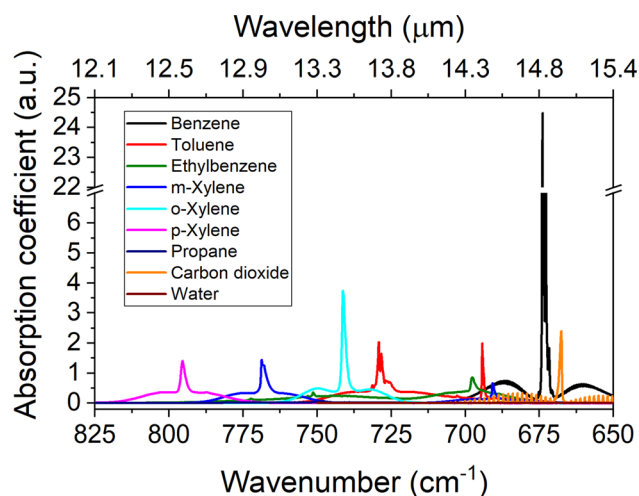 Wavelength (μm)
12.1 12.6 12.9 13.3 13.8 14.3 14.8 15.4
Absorption coefficient (a.u.)
25
24
23
22
6
5
4
3
2
1
0
Benzene
Toluene
Ethylbenzene
m-Xylene
o-Xylene
p-Xylene
Propane
Carbon dioxide
Water
825 800 750 725 700 675 650
Wavenumber (cm⁻¹)